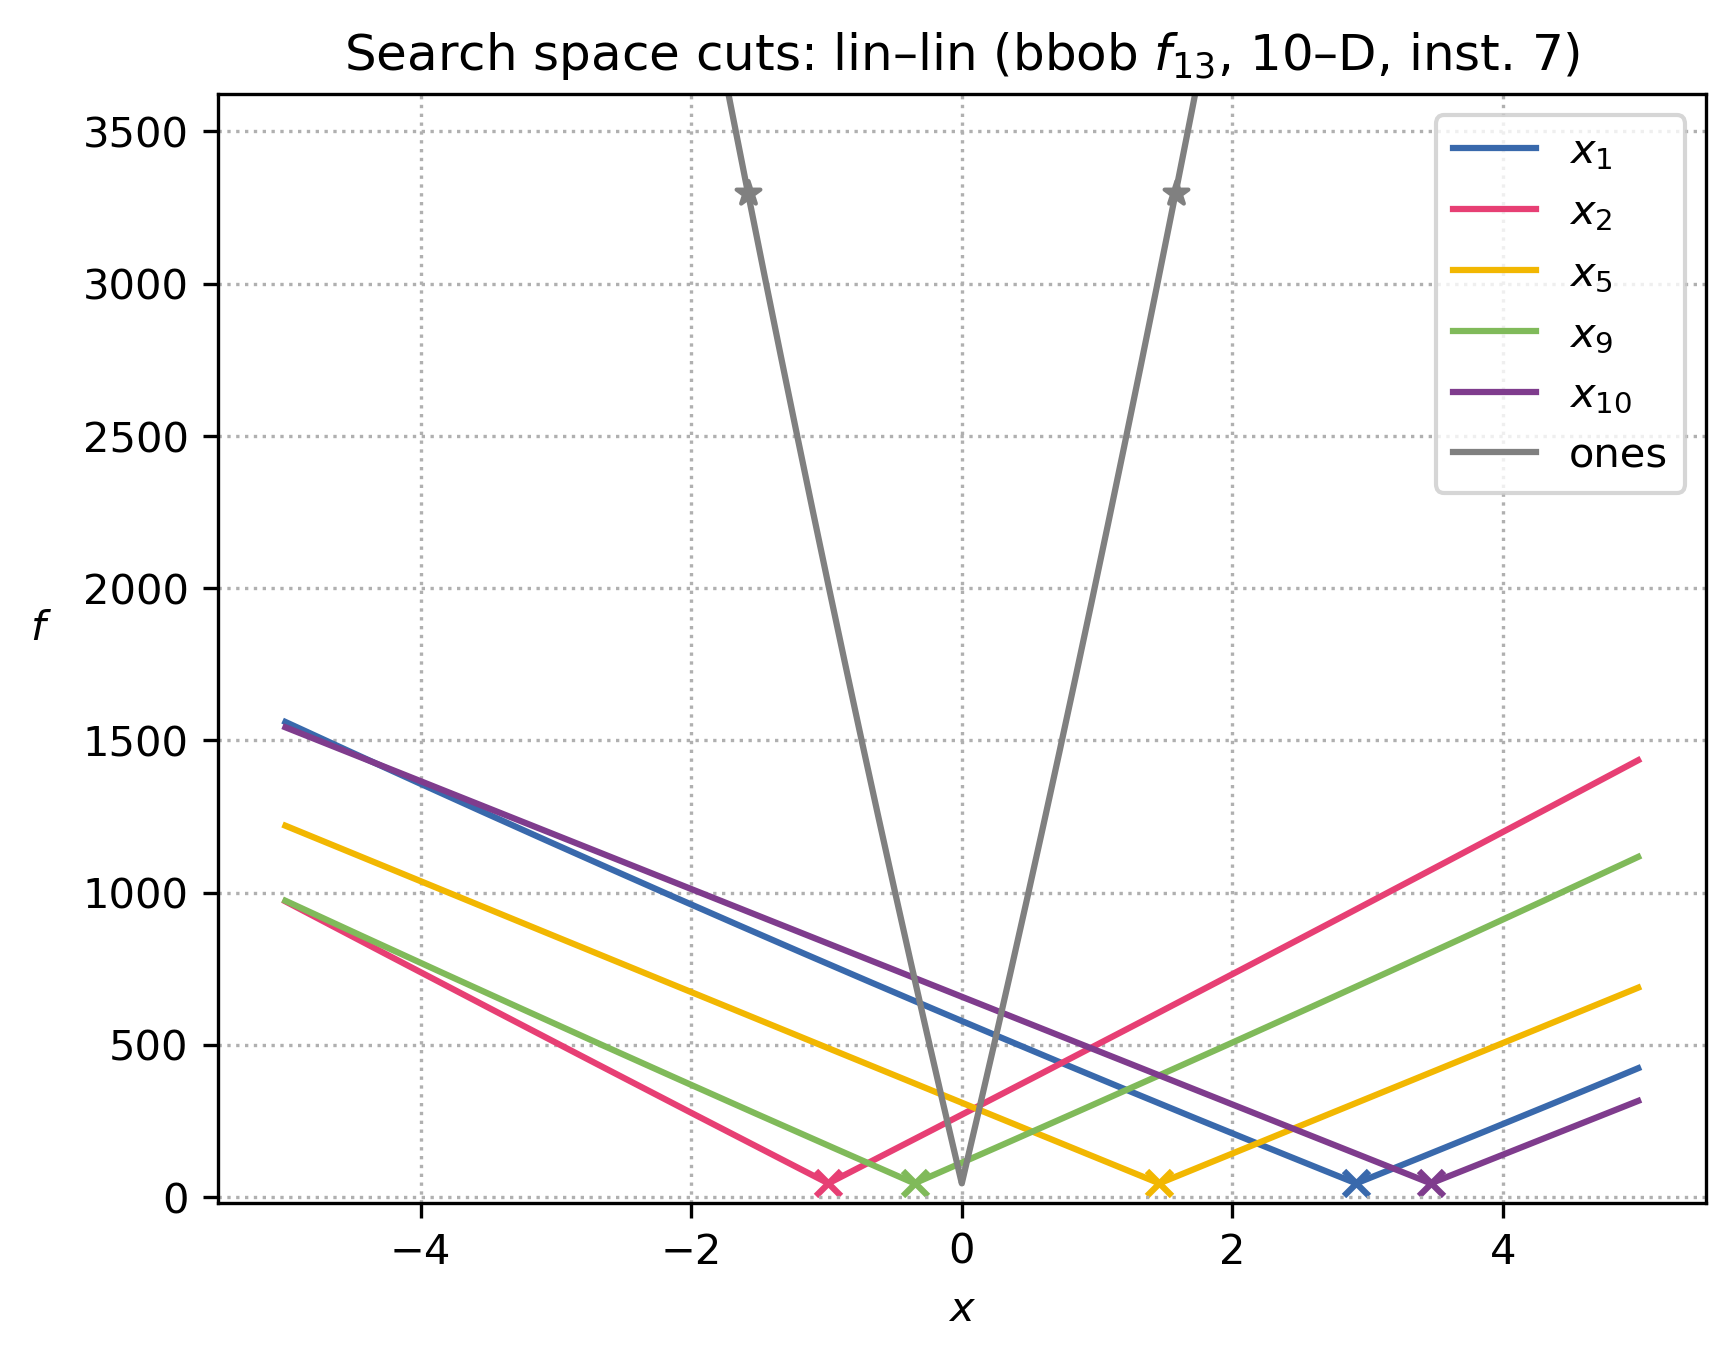 Search space cuts: lin–lin (bbob f₁₃, 10–D, inst. 7)
3500
3000
2500
2000
1500
1000
500
0
f
−4
−2
0
2
4
x
x₁
x₂
x₅
x₉
x₁₀
ones